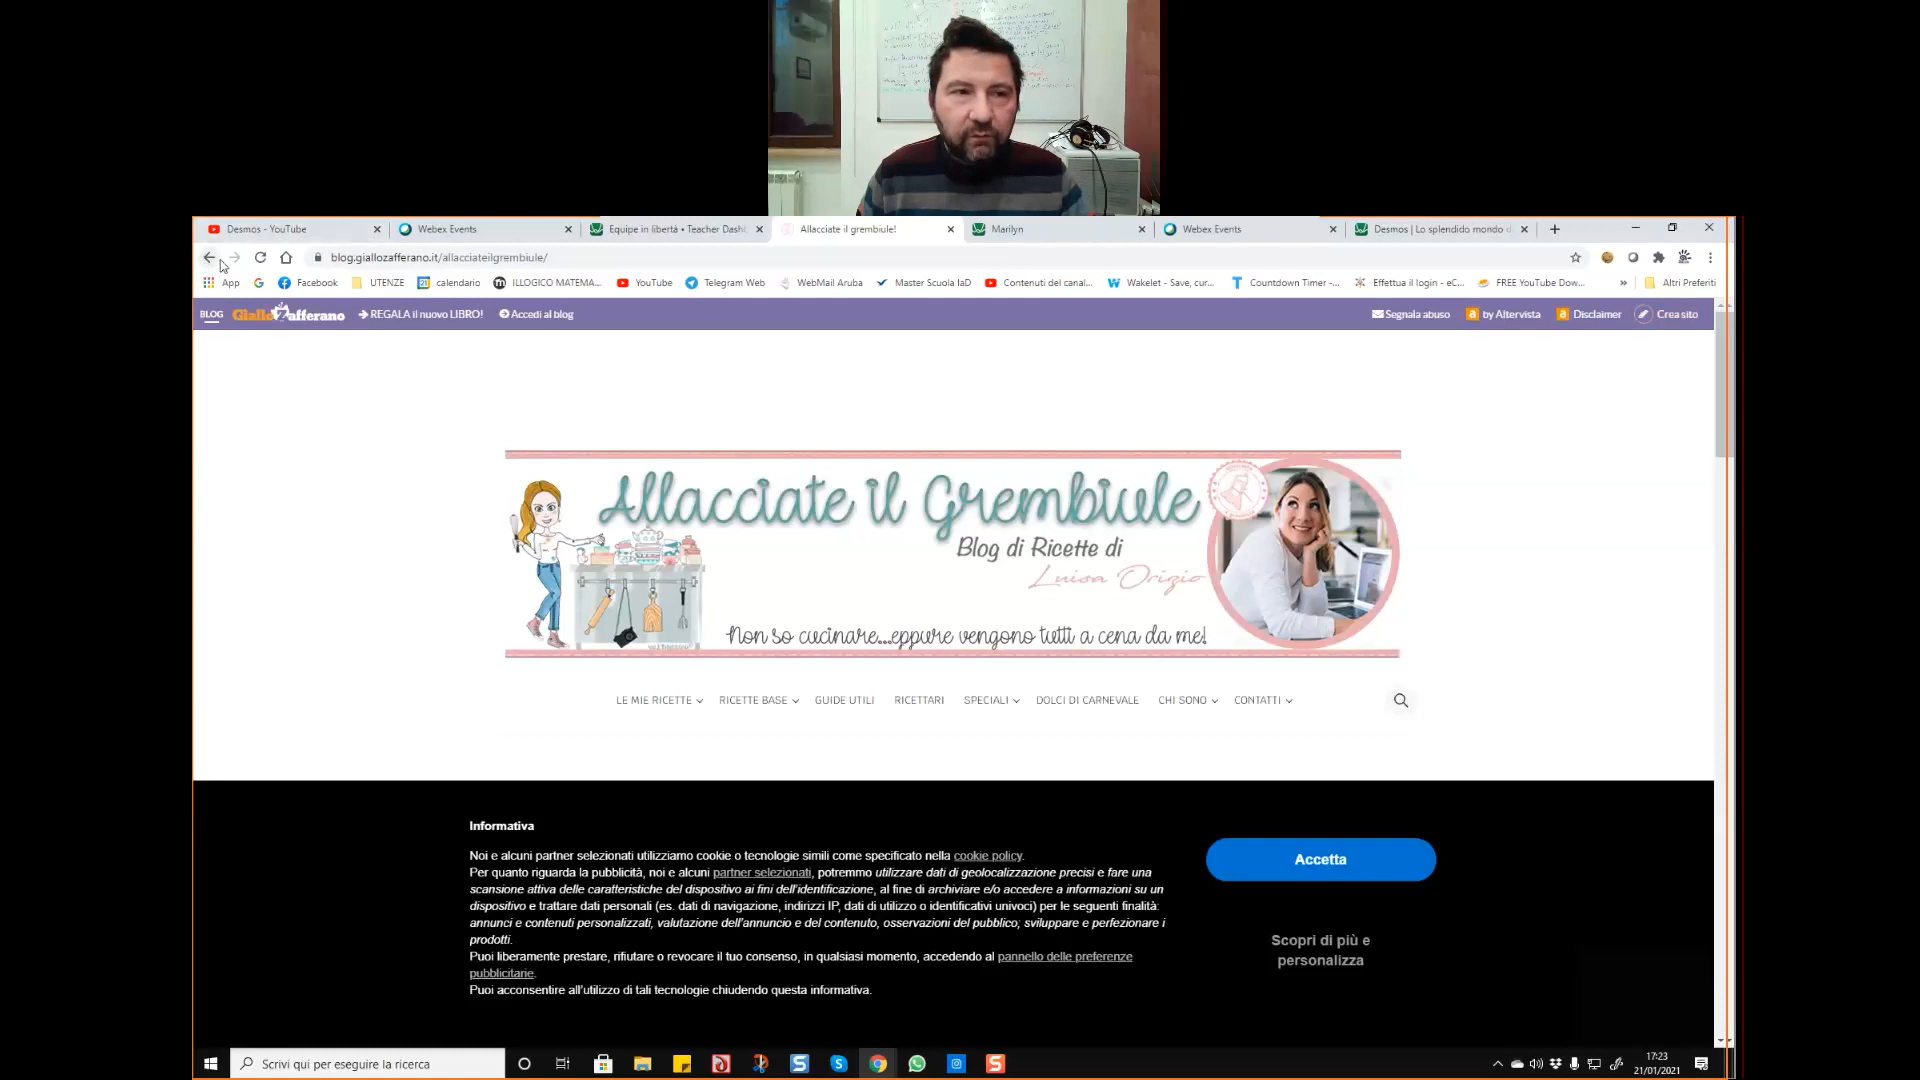 Desmos - YouTube
Webex Events
Equipe in libertà • Teacher Dash
Allacciate il grembiule!
Marilyn
Webex Events
Desmos | Lo splendido mondo d
blog.giallozafferano.it/allacciateilgrembiule/
App
Facebook
UTENZE
calendario
ILLOGICO MATEMA...
YouTube
Telegram Web
WebMail Aruba
Master Scuola IaD
Contenuti del canal...
Wakelet - Save, cur...
Countdown Timer -...
Effettua il login - eC...
FREE YouTube Dow...
Altri Preferiti
BLOG
GialloZafferano
REGALA il nuovo LIBRO!
Accedi al blog
Segnala abuso
by Altervista
Disclaimer
Crea sito
Allacciate il Grembiule
Blog di Ricette di
Luisa Orizio
Non so cucinare...eppure vengono tutti a cena da me!
LE MIE RICETTE
RICETTE BASE
GUIDE UTILI
RICETTARI
SPECIALI
DOLCI DI CARNEVALE
CHI SONO
CONTATTI
Informativa
Noi e alcuni partner selezionati utilizziamo cookie o tecnologie simili come specificato nella cookie policy.
Per quanto riguarda la pubblicità, noi e alcuni partner selezionati, potremmo utilizzare dati di geolocalizzazione precisi e fare una
scansione attiva delle caratteristiche del dispositivo ai fini dell'identificazione, al fine di archiviare e/o accedere a informazioni su un
dispositivo e trattare dati personali (es. dati di navigazione, indirizzi IP, dati di utilizzo o identificativi univoci) per le seguenti finalità:
annunci e contenuti personalizzati, valutazione dell'annuncio e del contenuto, osservazioni del pubblico; sviluppare e perfezionare i
prodotti.
Puoi liberamente prestare, rifiutare o revocare il tuo consenso, in qualsiasi momento, accedendo al pannello delle preferenze
pubblicitarie.
Puoi acconsentire all'utilizzo di tali tecnologie chiudendo questa informativa.
Accetta
Scopri di più e
personalizza
Scrivi qui per eseguire la ricerca
17:23
21/01/2021